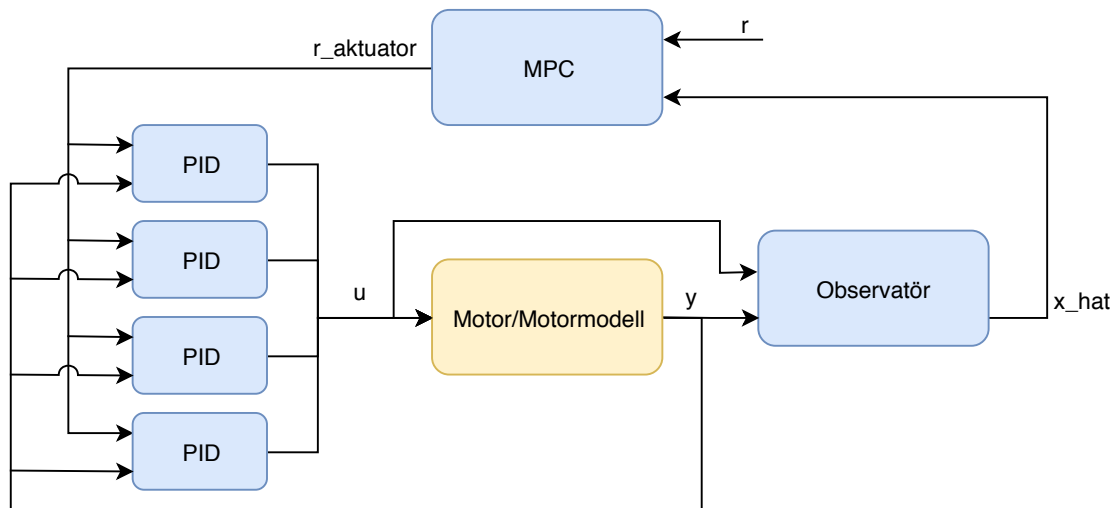 r
r_aktuator
MPC
PID
PID
u
y
Observatör
Motor/Motormodell
x_hat
PID
PID